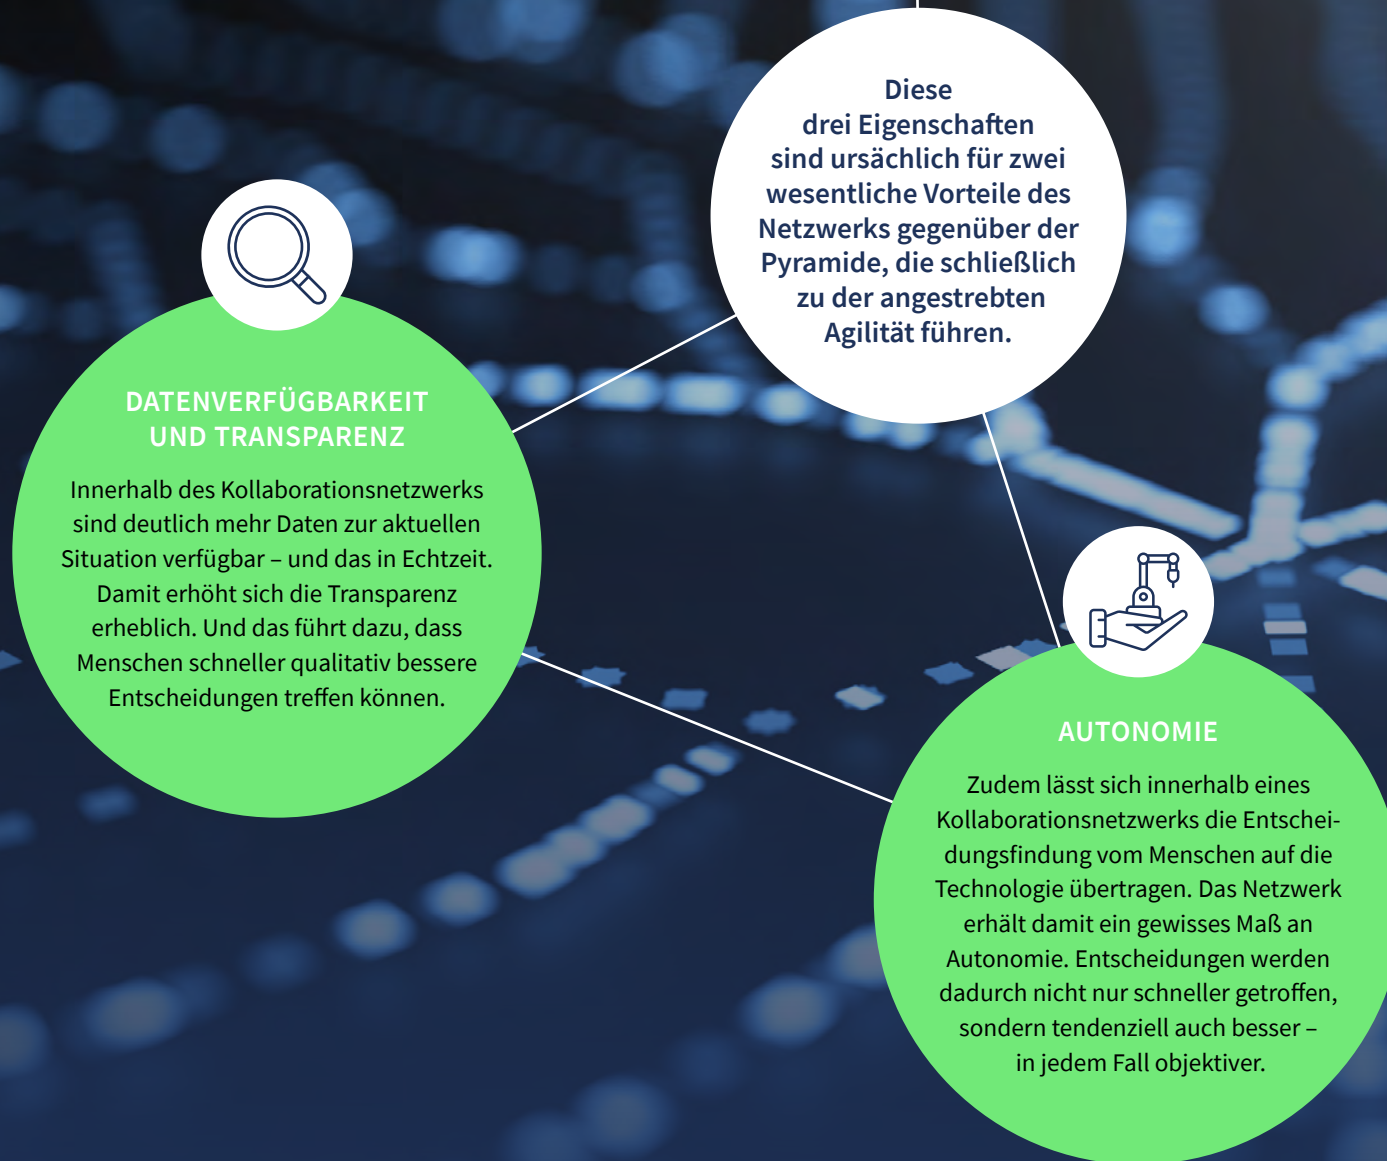 Diese
drei Eigenschaften
sind ursächlich für zwei
wesentliche Vorteile des
Netzwerks gegenüber der
Pyramide, die schließlich
zu der angestrebten
Agilität führen.
DATENVERFÜGBARKEIT
UND TRANSPARENZ
Innerhalb des Kollaborationsnetzwerks
sind deutlich mehr Daten zur aktuellen
Situation verfügbar – und das in Echtzeit.
Damit erhöht sich die Transparenz
erheblich. Und das führt dazu, dass
Menschen schneller qualitativ bessere
Entscheidungen treffen können.
AUTONOMIE
Zudem lässt sich innerhalb eines
Kollaborationsnetzwerks die Entschei-
dungsfindung vom Menschen auf die
Technologie übertragen. Das Netzwerk
erhält damit ein gewisses Maß an
Autonomie. Entscheidungen werden
dadurch nicht nur schneller getroffen,
sondern tendenziell auch besser –
in jedem Fall objektiver.